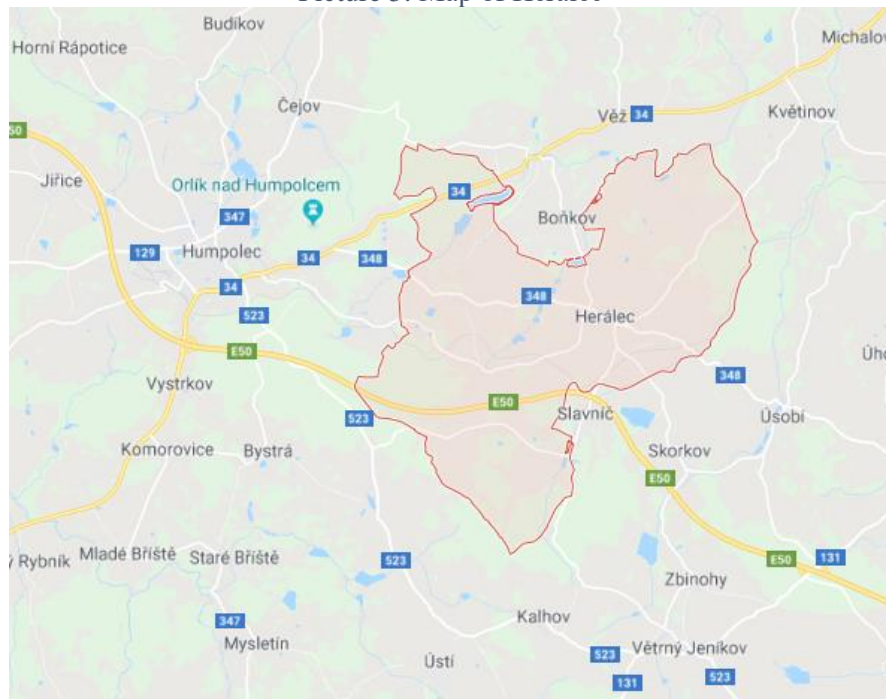 Budíkov
Horní Rápotice
Michalov
Čejov
Věž
34
Květinov
50
Jiřice
Orlík nad Humpolcem
34
347
Boňkov
129
Humpolec
34
348
34
348
523
Herálec
E50
348
Vystrkov
E50
523
Slavníč
Úsobí
Komorovice
Bystrá
Skorkov
E50
Rybník
Mladé Bříště
Staré Bříště
523
E50
131
Zbinohy
347
Kalhov
Mysletín
Ústí
523
Větrný Jeníkov
131
523